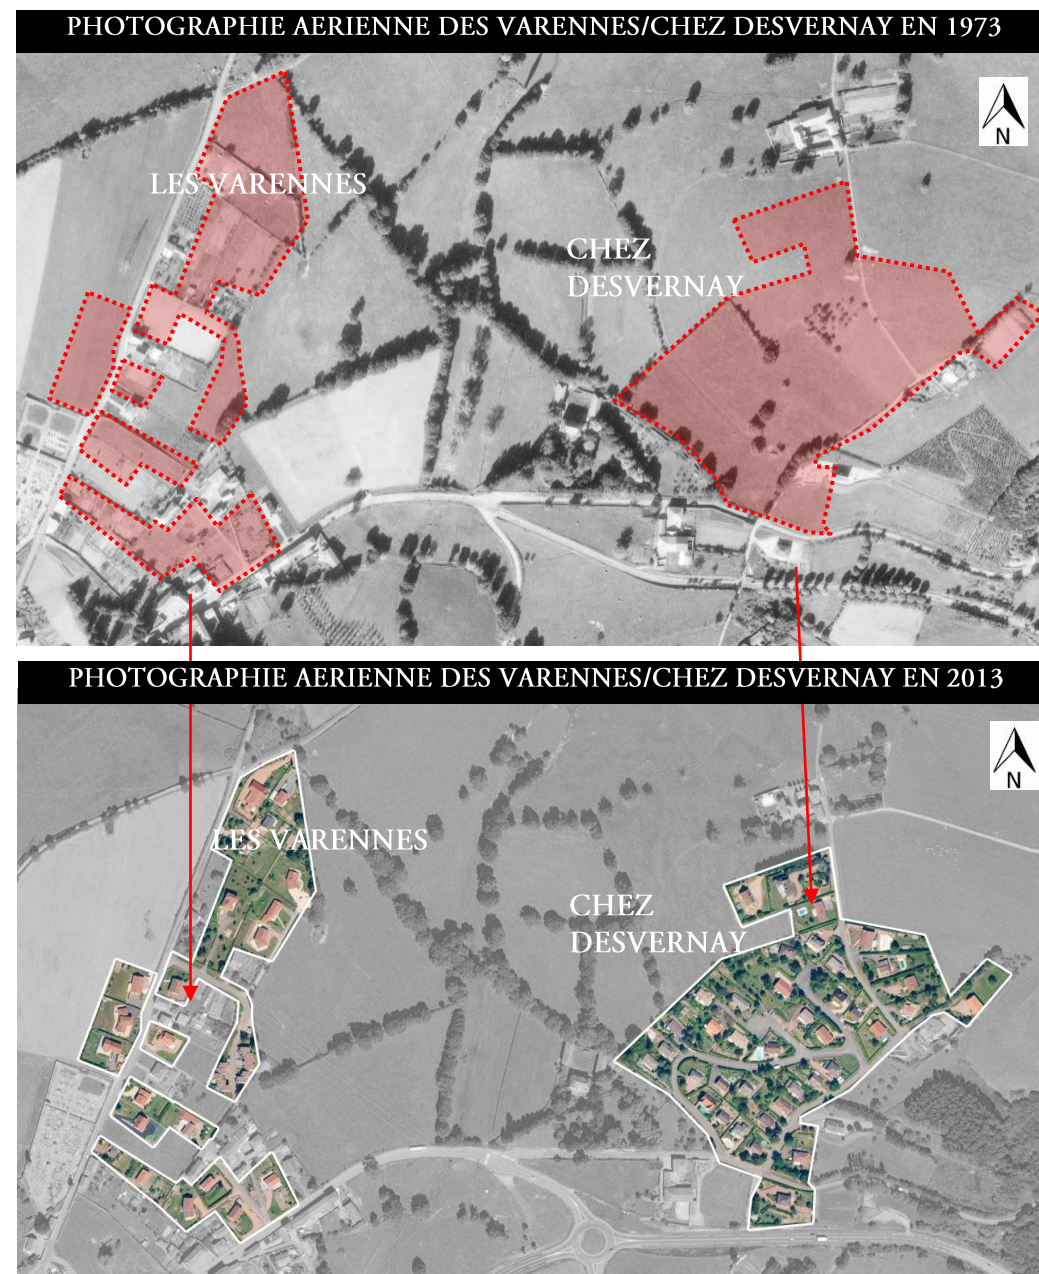 PHOTOGRAPHIE AERIENNE DES VARENNES/CHEZ DESVERNAY EN 1973
N
LES VARENNES
CHEZ
DESVERNAY
PHOTOGRAPHIE AERIENNE DES VARENNES/CHEZ DESVERNAY EN 2013
N
LES VARENNES
CHEZ
DESVERNAY